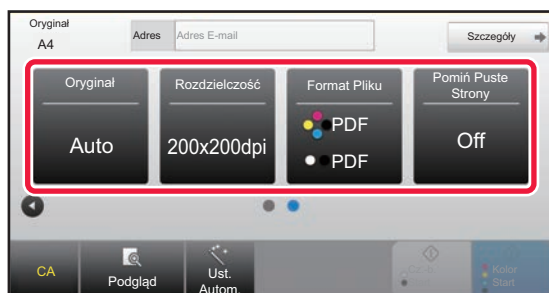 Oryginał
A4
Adres
Adres E-mail
Szczegóły
Oryginał
Auto
Rozdzielczość
200x200dpi
Format Pliku
PDF
PDF
Pomiń Puste
Strony
Off
CA
Podgląd
Ust.
Autom.
Kolor
Start